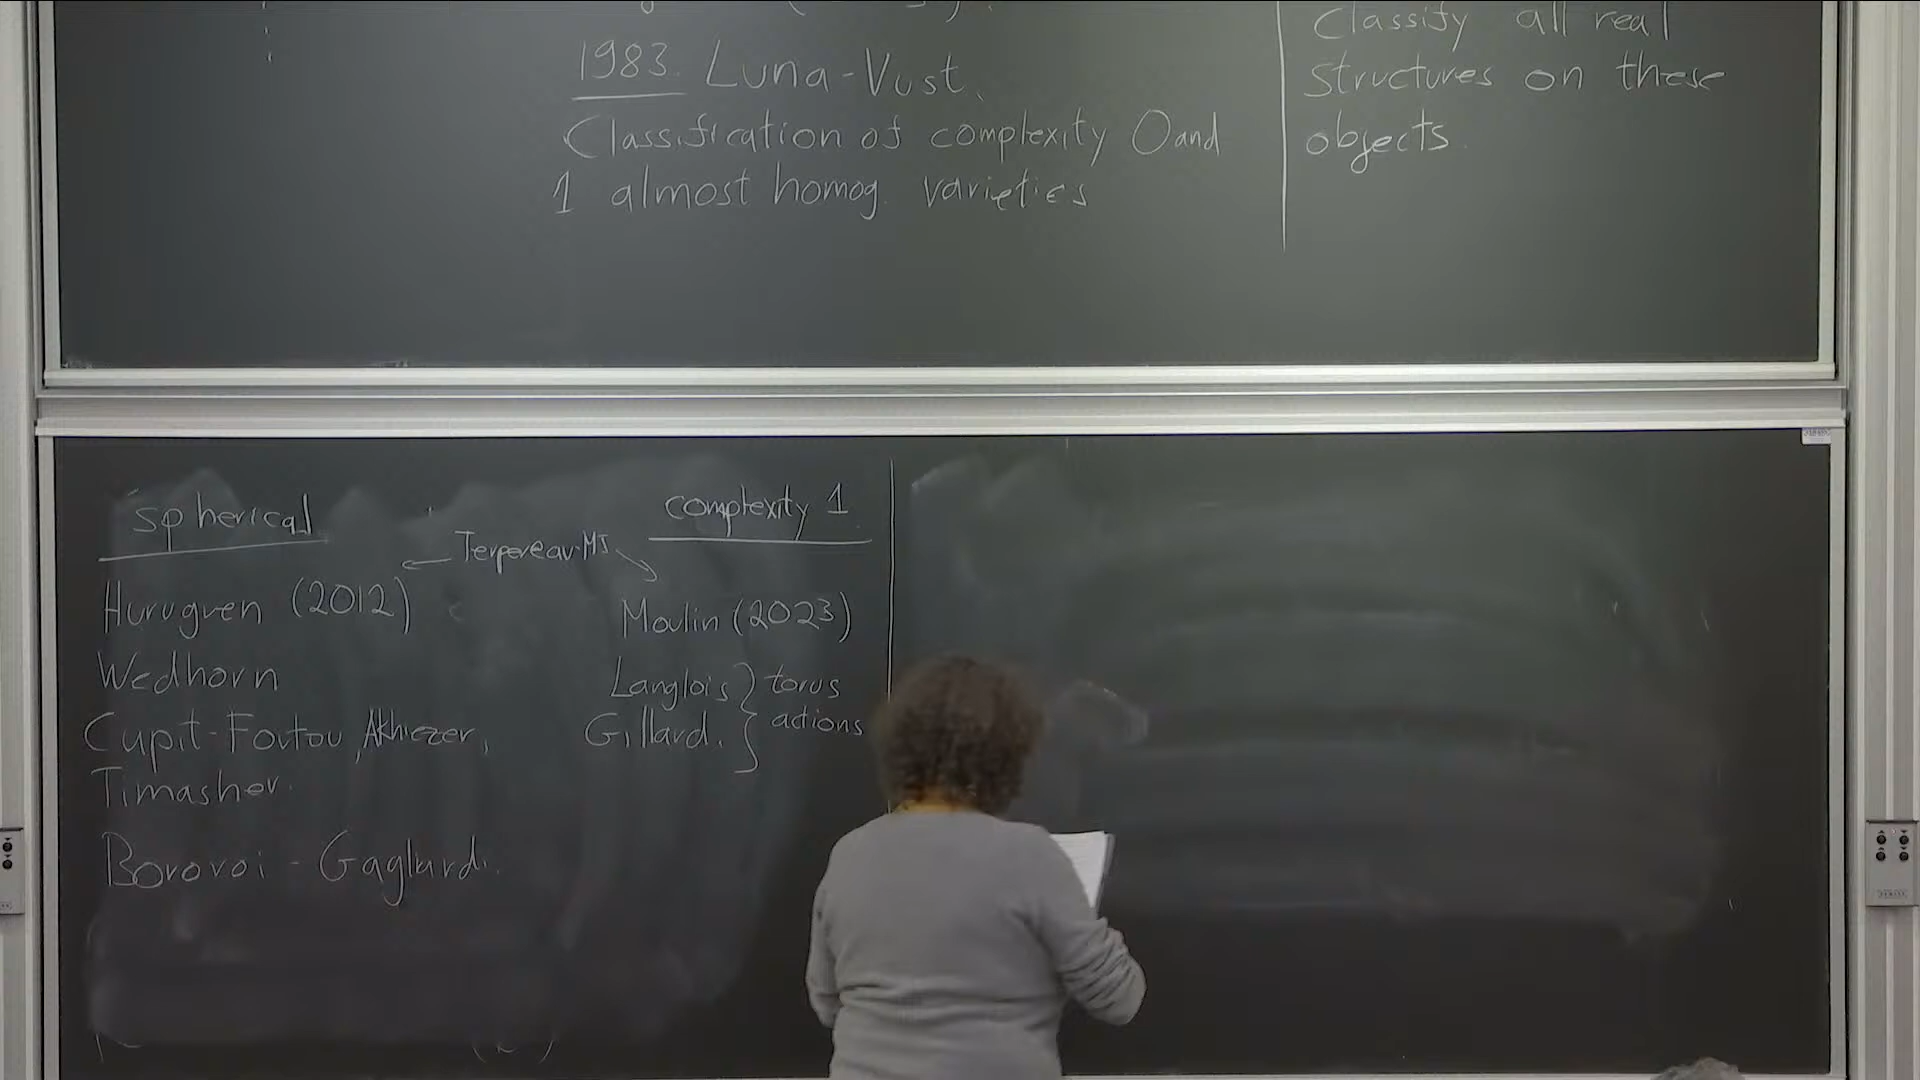 1983. Luna-Vust.
Classification of complexity 0 and
1 almost homog. varieties
Classify all real
structures on these
objects.
spherical
Terpereau-MJ
complexity 1
Huruguen (2012)
Wedhorn
Cupit-Foutou, Akhiezer,
Timashev.
Borovoi - Gagliardi.
Moulin (2023)
Langlois } torus
Gillard. } actions